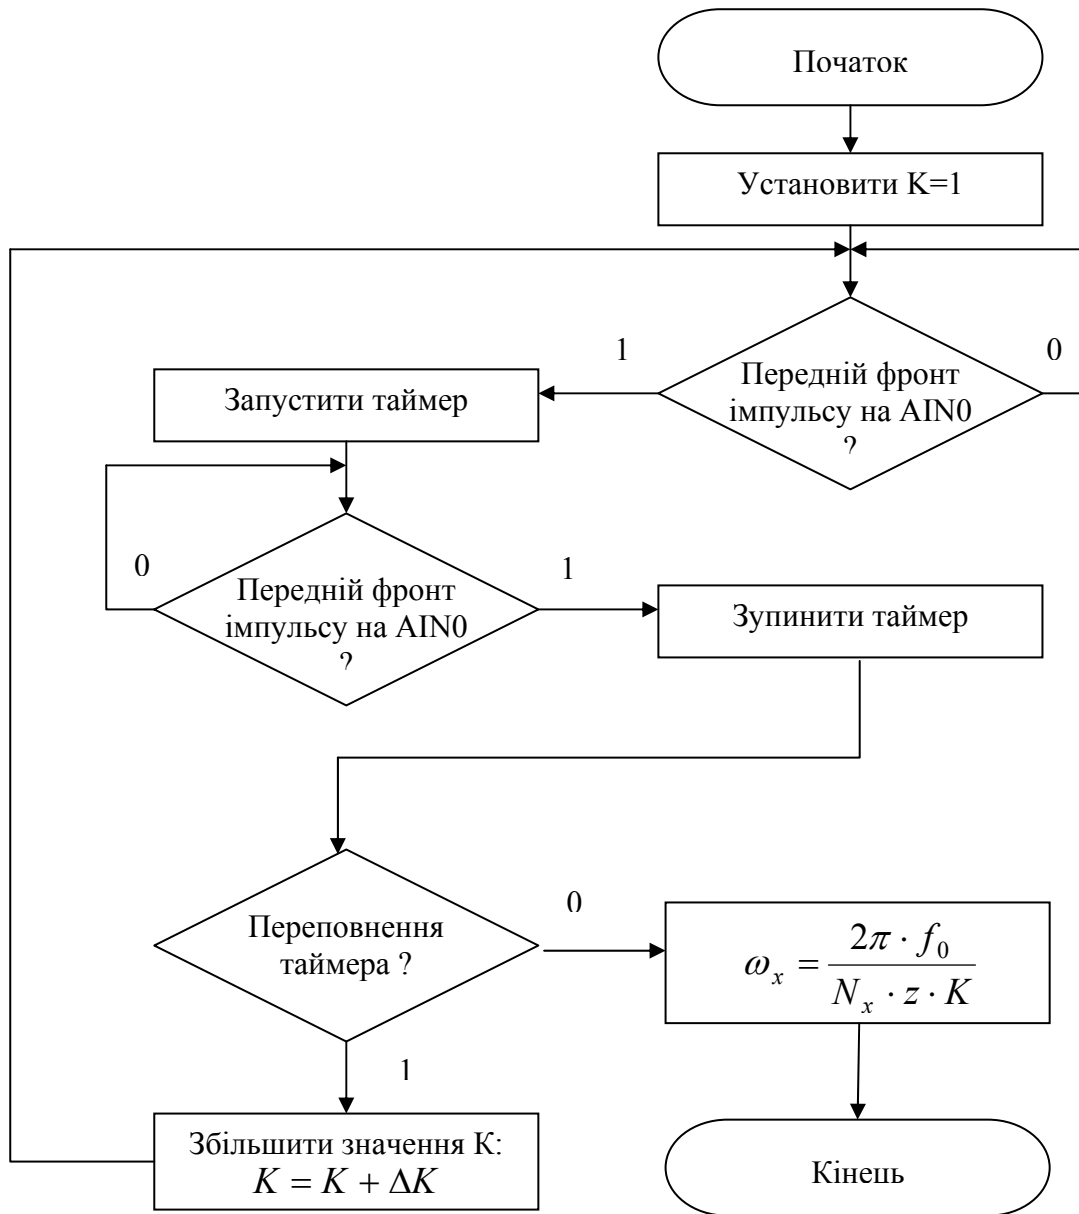 Початок
Установити K=1
1
0
Передній фронт
імпульсу на AIN0
?
Запустити таймер
0
1
Передній фронт
імпульсу на AIN0
?
Зупинити таймер
0
Переповнення
таймера ?
ω_x = 2π · f_0 / N_x · z · K
1
Збільшити значення К:
K = K + ΔK
Кінець